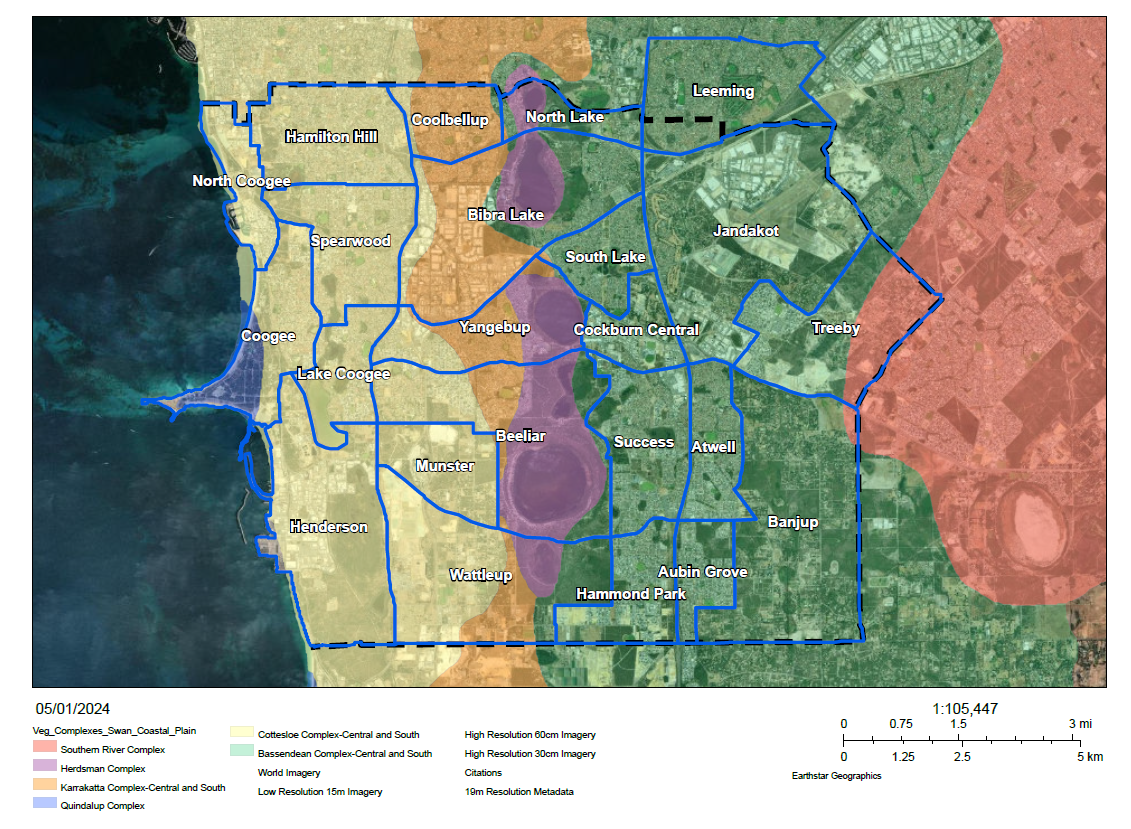 Leeming
Coolbellup
North Lake
Hamilton Hill
North Coogee
Bibra Lake
Jandakot
Spearwood
South Lake
Yangebup
Cockburn Central
Treeby
Coogee
Lake Coogee
Beeliar
Success
Atwell
Munster
Henderson
Banjup
Wattleup
Aubin Grove
Hammond Park
05/01/2024
Veg_Complexes_Swan_Coastal_Plain
Southern River Complex
Herdsman Complex
Karrakatta Complex-Central and South
Quindalup Complex
Cottesloe Complex-Central and South
Bassendean Complex-Central and South
World Imagery
Low Resolution 15m Imagery
High Resolution 60cm Imagery
High Resolution 30cm Imagery
Citations
19m Resolution Metadata
1:105,447
0 0.75 1.5 3 mi
0 1.25 2.5 5 km
Earthstar Geographics